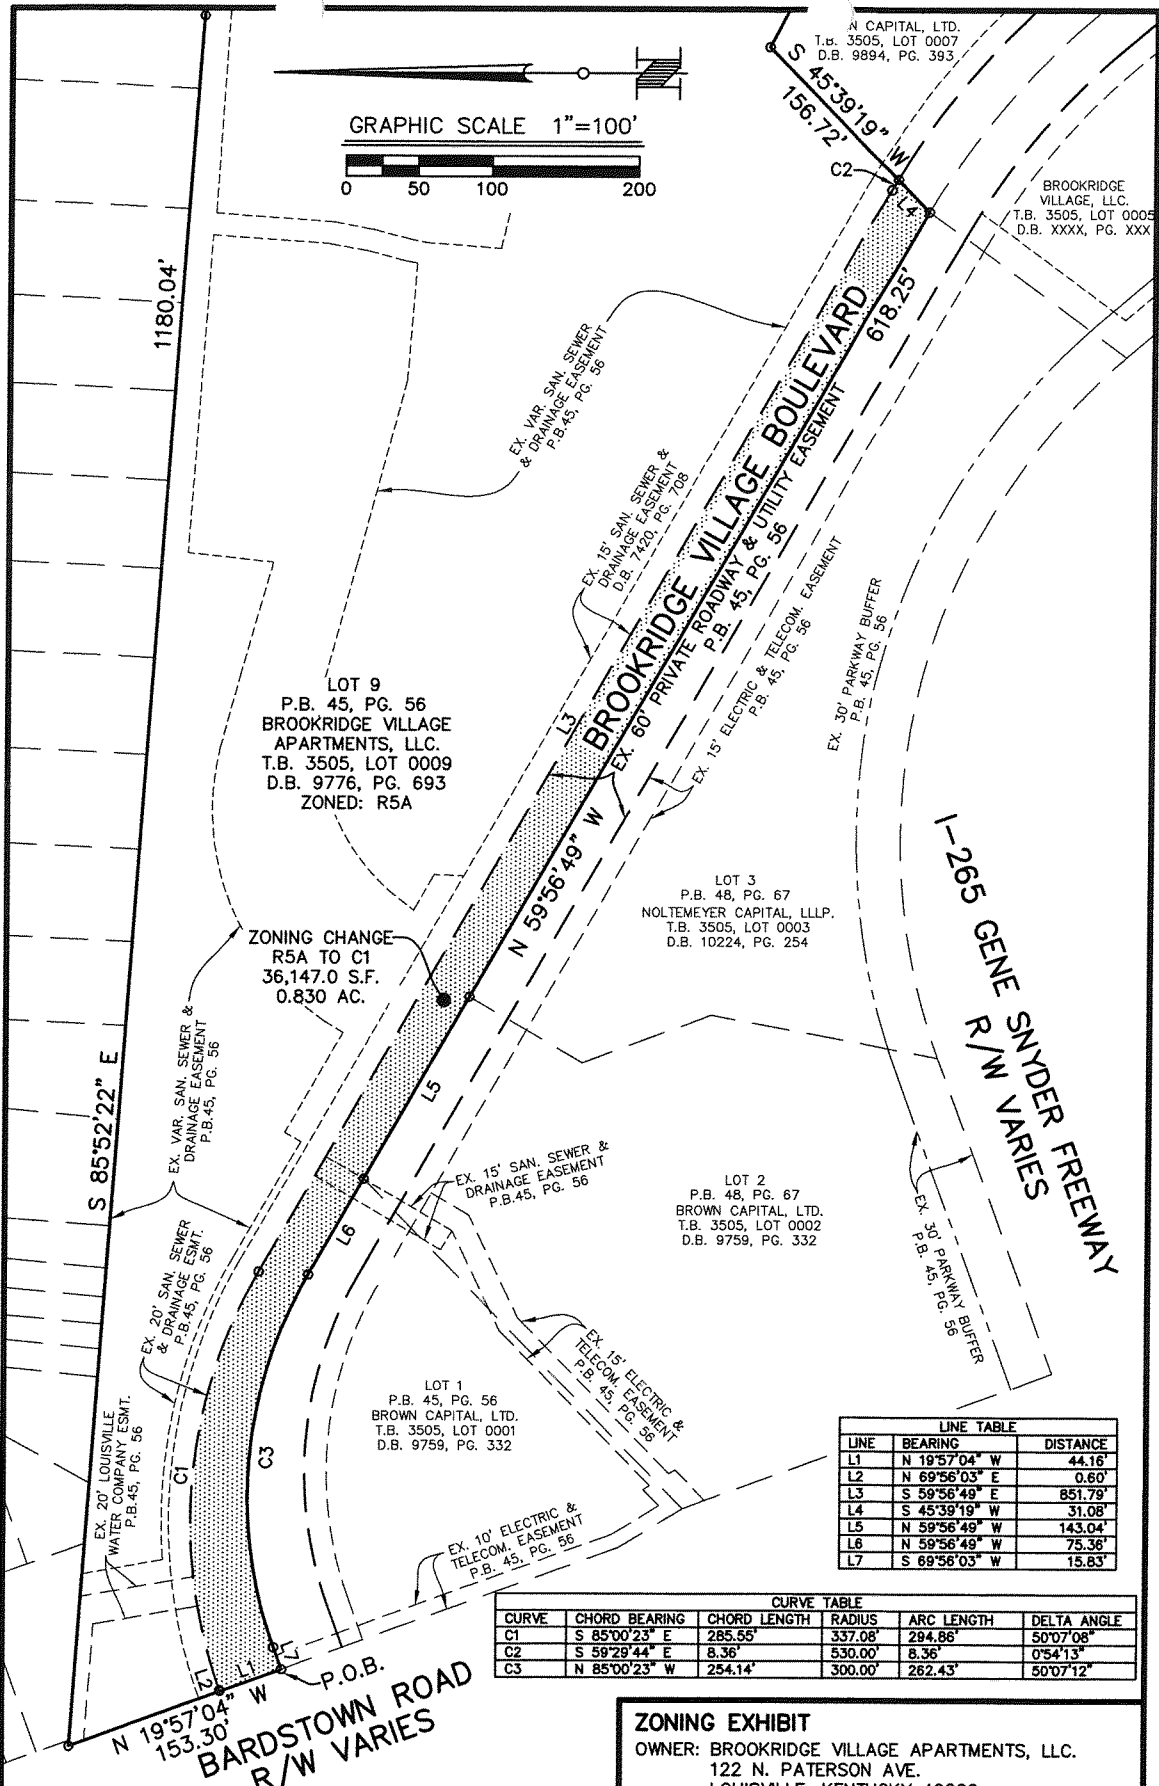 N CAPITAL, LTD.
T.B. 3505, LOT 0007
D.B. 9894, PG. 393
S 45°39'19" W
156.72'
GRAPHIC SCALE 1"=100'
0 50 100 200
C2
L4
BROOKRIDGE
VILLAGE, LLC.
T.B. 3505, LOT 0005
D.B. XXXX, PG. XXX
1180.04'
618.25'
EX. VAR. SAN. SEWER
& DRAINAGE EASEMENT
P.B.45, PG. 56
BROOKRIDGE VILLAGE BOULEVARD
EX. 15' SAN. SEWER &
DRAINAGE EASEMENT
D.B. 7420, PG. 708
EX. 60' PRIVATE ROADWAY & UTILITY EASEMENT
P.B. 45, PG. 56
EX. 15' ELECTRIC & TELECOM. EASEMENT
P.B. 45, PG. 56
EX. 30' PARKWAY BUFFER
P.B. 45, PG. 56
LOT 9
P.B. 45, PG. 56
BROOKRIDGE VILLAGE
APARTMENTS, LLC.
T.B. 3505, LOT 0009
D.B. 9776, PG. 693
ZONED: R5A
L3
N 59°56'49" W
I-265 GENE SNYDER FREEWAY
R/W VARIES
LOT 3
P.B. 48, PG. 67
NOLTEMEYER CAPITAL, LLLP.
T.B. 3505, LOT 0003
D.B. 10224, PG. 254
ZONING CHANGE
R5A TO C1
36,147.0 S.F.
0.830 AC.
S 85°52'22" E
EX. VAR. SAN. SEWER &
DRAINAGE EASEMENT
P.B.45, PG. 56
L5
EX. 15' SAN. SEWER &
DRAINAGE EASEMENT
P.B.45, PG. 56
LOT 2
P.B. 48, PG. 67
BROWN CAPITAL, LTD.
T.B. 3505, LOT 0002
D.B. 9759, PG. 332
L6
EX. 30' PARKWAY BUFFER
P.B. 45, PG. 56
EX. 20' SAN. SEWER
& DRAINAGE ESMT.
P.B.45, PG. 56
EX. 15' ELECTRIC &
TELECOM. EASEMENT
P.B. 45, PG. 56
LOT 1
P.B. 45, PG. 56
BROWN CAPITAL, LTD.
T.B. 3505, LOT 0001
D.B. 9759, PG. 332
EX. 20' LOUISVILLE
WATER COMPANY ESMT.
P.B.45, PG. 56
C1
C3
EX. 10' ELECTRIC &
TELECOM. EASEMENT
P.B. 45, PG. 56
LINE TABLE
LINE BEARING DISTANCE
L1 N 19°57'04" W 44.16'
L2 N 69°56'03" E 0.60'
L3 S 59°56'49" E 851.79'
L4 S 45°39'19" W 31.08'
L5 N 59°56'49" W 143.04'
L6 N 59°56'49" W 75.36'
L7 S 69°56'03" W 15.83'
CURVE TABLE
CURVE CHORD BEARING CHORD LENGTH RADIUS ARC LENGTH DELTA ANGLE
C1 S 85°00'23" E 285.55' 337.08' 294.86' 50°07'08"
C2 S 59°29'44" E 8.36' 530.00' 8.36' 0°54'13"
C3 N 85°00'23" W 254.14' 300.00' 262.43' 50°07'12"
L2
L1
L7
P.O.B.
N 19°57'04" W
153.30'
BARDSTOWN ROAD
R/W VARIES
ZONING EXHIBIT
OWNER: BROOKRIDGE VILLAGE APARTMENTS, LLC.
122 N. PATERSON AVE.